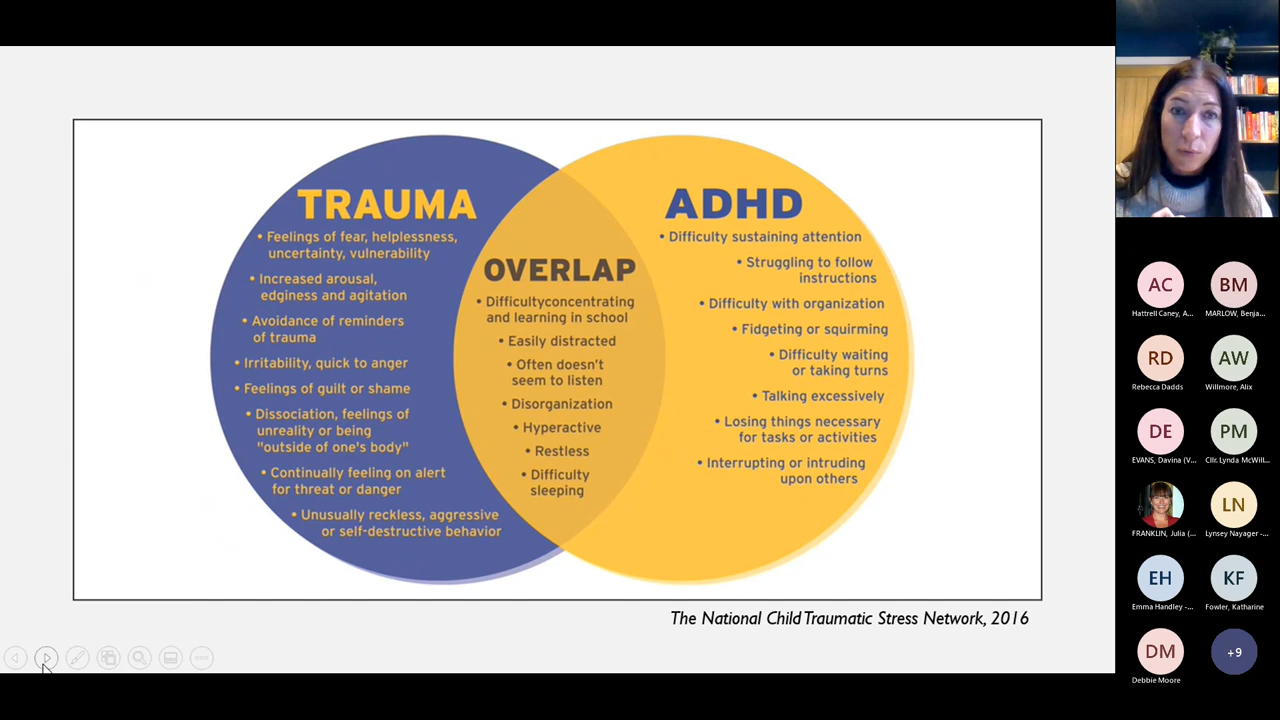 TRAUMA
• Feelings of fear, helplessness,
uncertainty, vulnerability
• Increased arousal,
edginess and agitation
• Avoidance of reminders
of trauma
• Irritability, quick to anger
• Feelings of guilt or shame
• Dissociation, feelings of
unreality or being
"outside of one's body"
• Continually feeling on alert
for threat or danger
• Unusually reckless, aggressive
or self-destructive behavior
OVERLAP
• Difficultyconcentrating
and learning in school
• Easily distracted
• Often doesn't
seem to listen
• Disorganization
• Hyperactive
• Restless
• Difficulty
sleeping
ADHD
• Difficulty sustaining attention
• Struggling to follow
instructions
• Difficulty with organization
• Fidgeting or squirming
• Difficulty waiting
or taking turns
• Talking excessively
• Losing things necessary
for tasks or activities
• Interrupting or intruding
upon others
The National Child Traumatic Stress Network, 2016
AC
BM
Hattrell Caney, A...
MARLOW, Benja...
RD
AW
Rebecca Dadds
Willmore, Alix
DE
PM
EVANS, Davina (V...
Cllr. Lynda McWill...
LN
FRANKLIN, Julia (...
Lynsey Nayager -...
EH
KF
Emma Handley -...
Fowler, Katharine
DM
+9
Debbie Moore